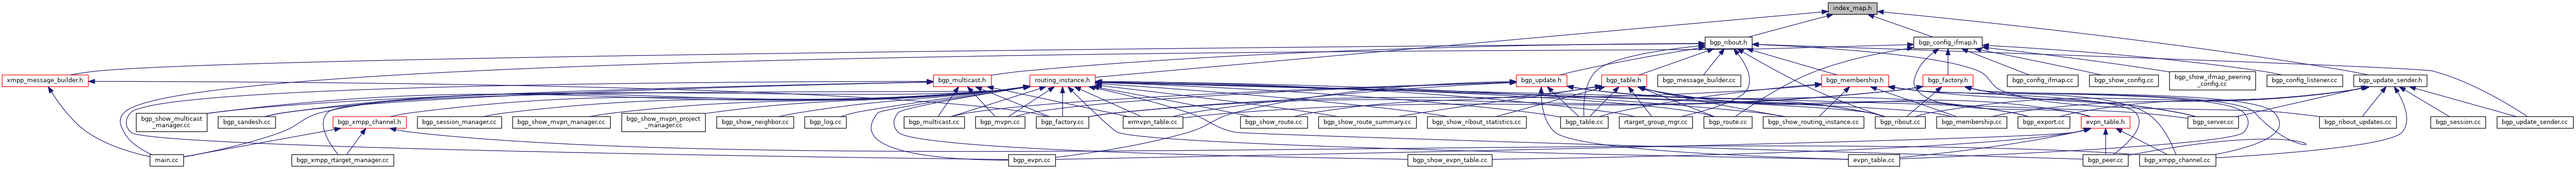 index_map.h
bgp_ribout.h
bgp_config_ifmap.h
xmpp_message_builder.h
bgp_multicast.h
routing_instance.h
bgp_update.h
bgp_table.h
bgp_message_builder.cc
bgp_membership.h
bgp_factory.h
bgp_config_ifmap.cc
bgp_show_config.cc
bgp_show_ifmap_peering
_config.cc
bgp_config_listener.cc
bgp_update_sender.h
bgp_show_multicast
_manager.cc
bgp_sandesh.cc
bgp_xmpp_channel.h
bgp_session_manager.cc
bgp_show_mvpn_manager.cc
bgp_show_mvpn_project
_manager.cc
bgp_show_neighbor.cc
bgp_log.cc
bgp_multicast.cc
bgp_mvpn.cc
bgp_factory.cc
ermvpn_table.cc
bgp_show_route.cc
bgp_show_route_summary.cc
bgp_show_ribout_statistics.cc
bgp_table.cc
rtarget_group_mgr.cc
bgp_route.cc
bgp_show_routing_instance.cc
bgp_ribout.cc
bgp_membership.cc
bgp_export.cc
evpn_table.h
bgp_server.cc
bgp_ribout_updates.cc
bgp_session.cc
bgp_update_sender.cc
main.cc
bgp_xmpp_rtarget_manager.cc
bgp_evpn.cc
bgp_show_evpn_table.cc
evpn_table.cc
bgp_peer.cc
bgp_xmpp_channel.cc